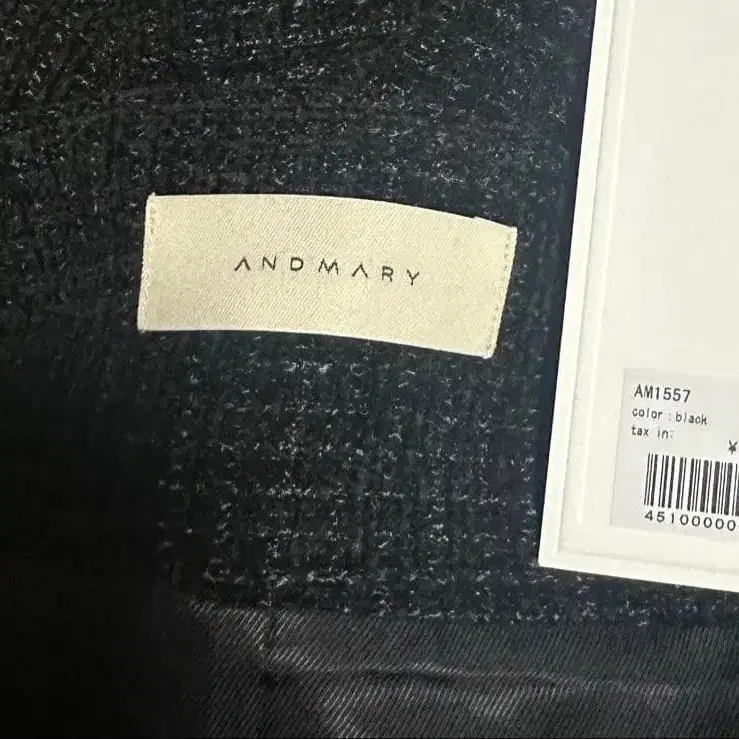 ANDMARY
AM1557
color : black
tax in:
¥
45100000